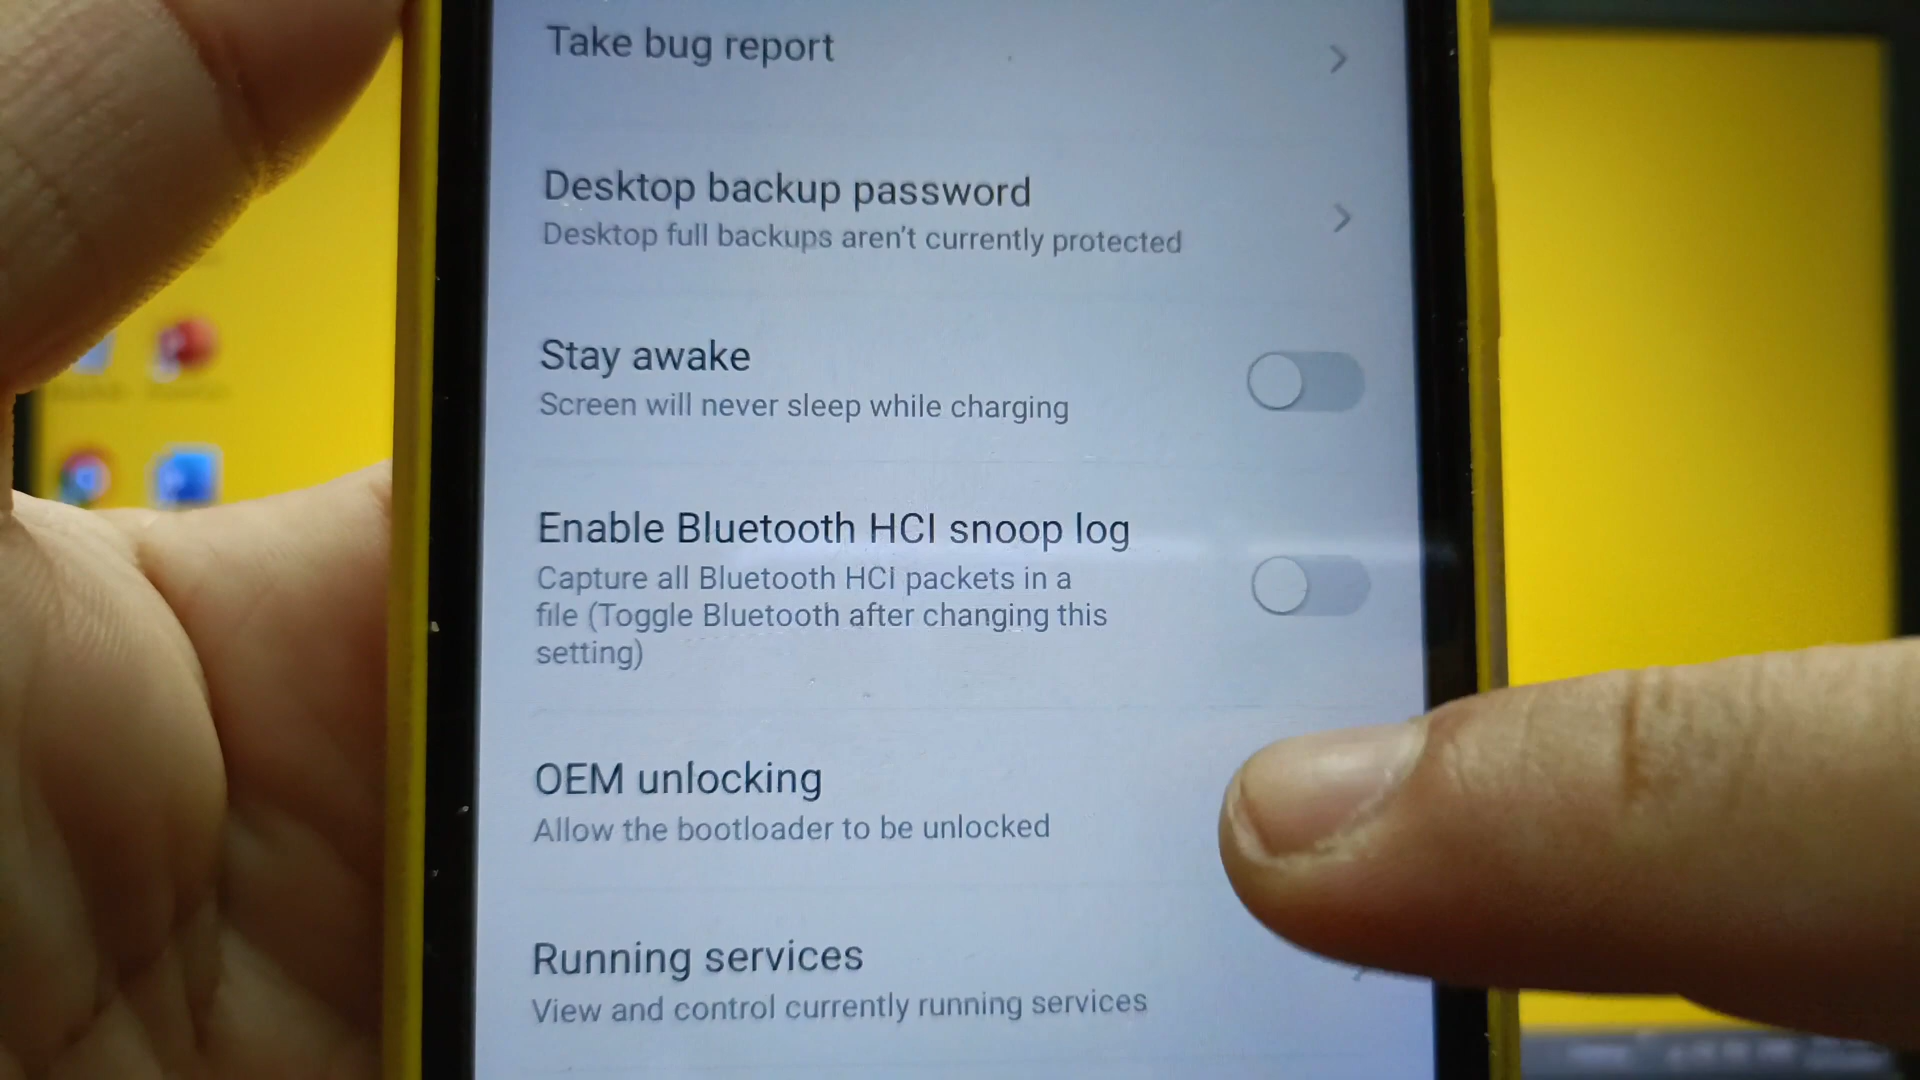 Take bug report
Desktop backup password
Desktop full backups aren't currently protected
Stay awake
Screen will never sleep while charging
Enable Bluetooth HCI snoop log
Capture all Bluetooth HCI packets in a
file (Toggle Bluetooth after changing this
setting)
OEM unlocking
Allow the bootloader to be unlocked
Running services
View and control currently running services